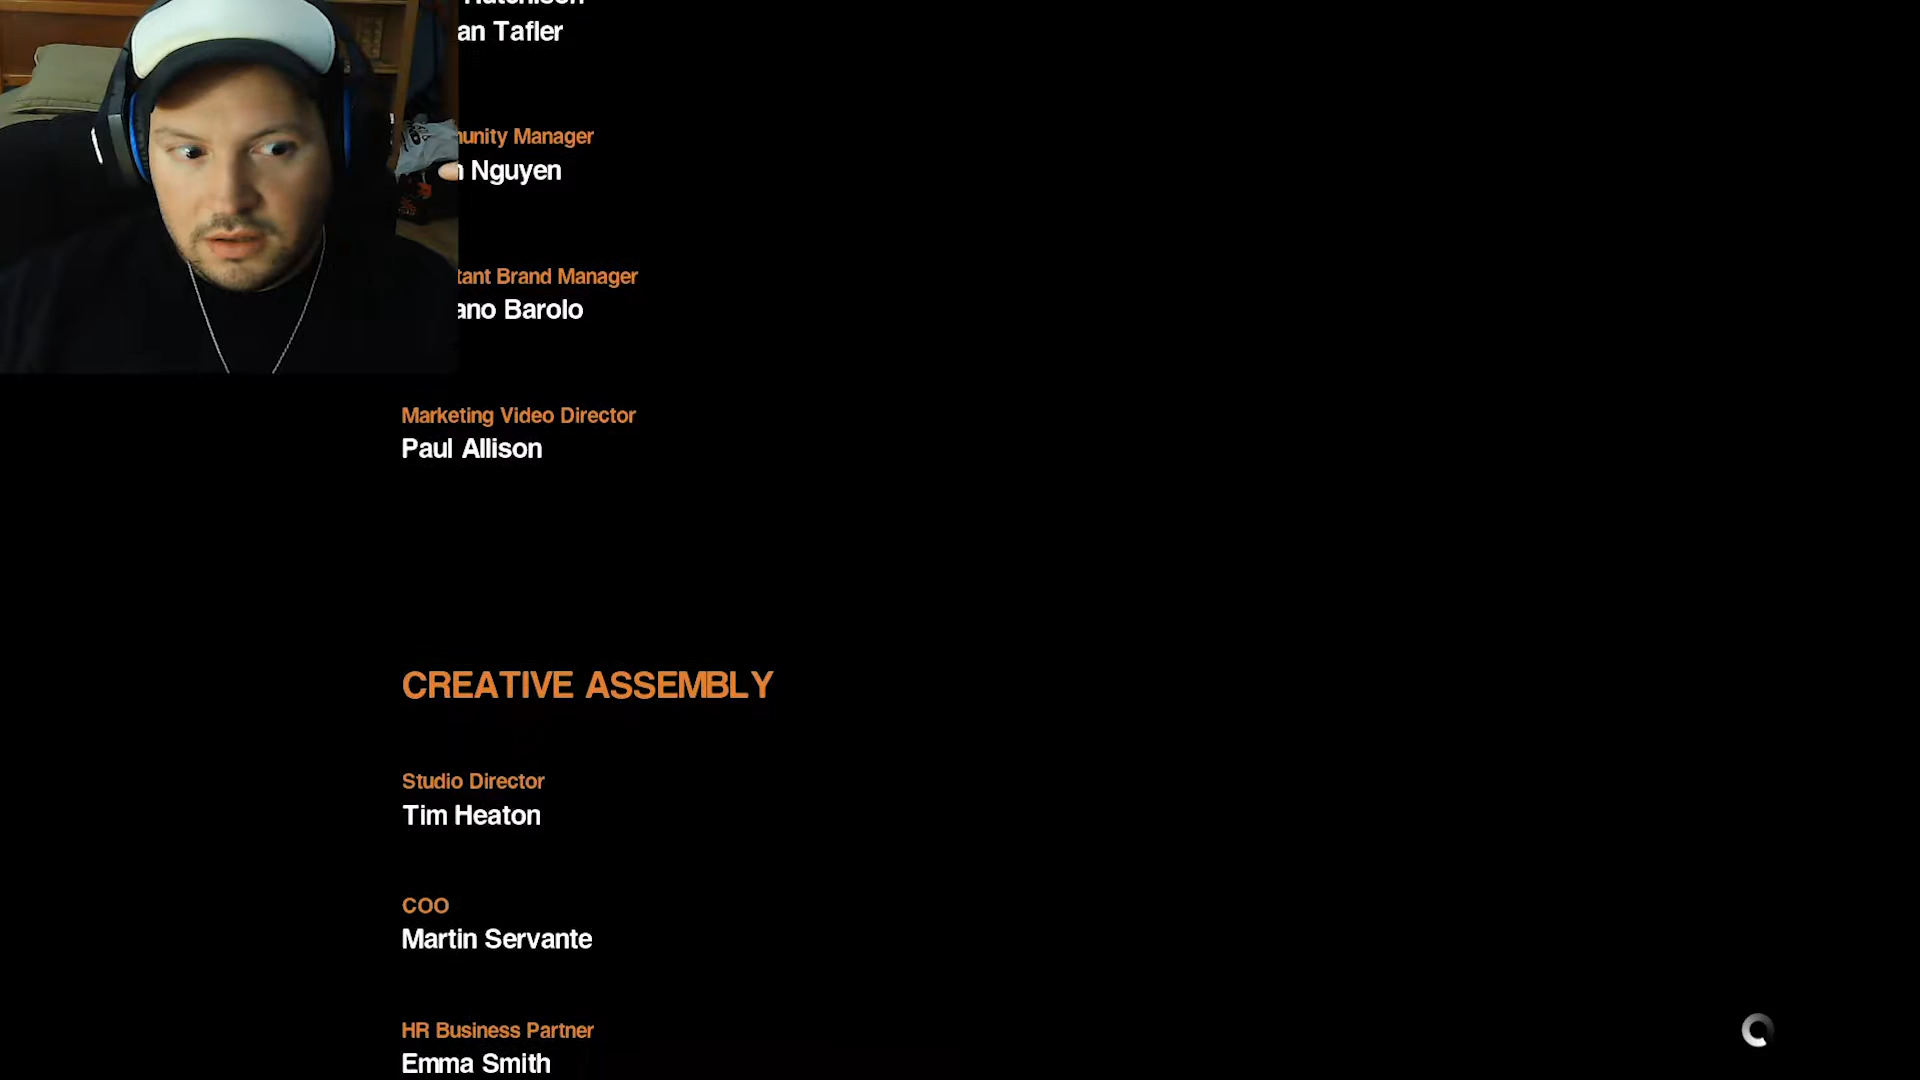 Hutchison
an Tafler
unity Manager
Nguyen
tant Brand Manager
ano Barolo
Marketing Video Director
Paul Allison
CREATIVE ASSEMBLY
Studio Director
Tim Heaton
COO
Martin Servante
HR Business Partner
Emma Smith